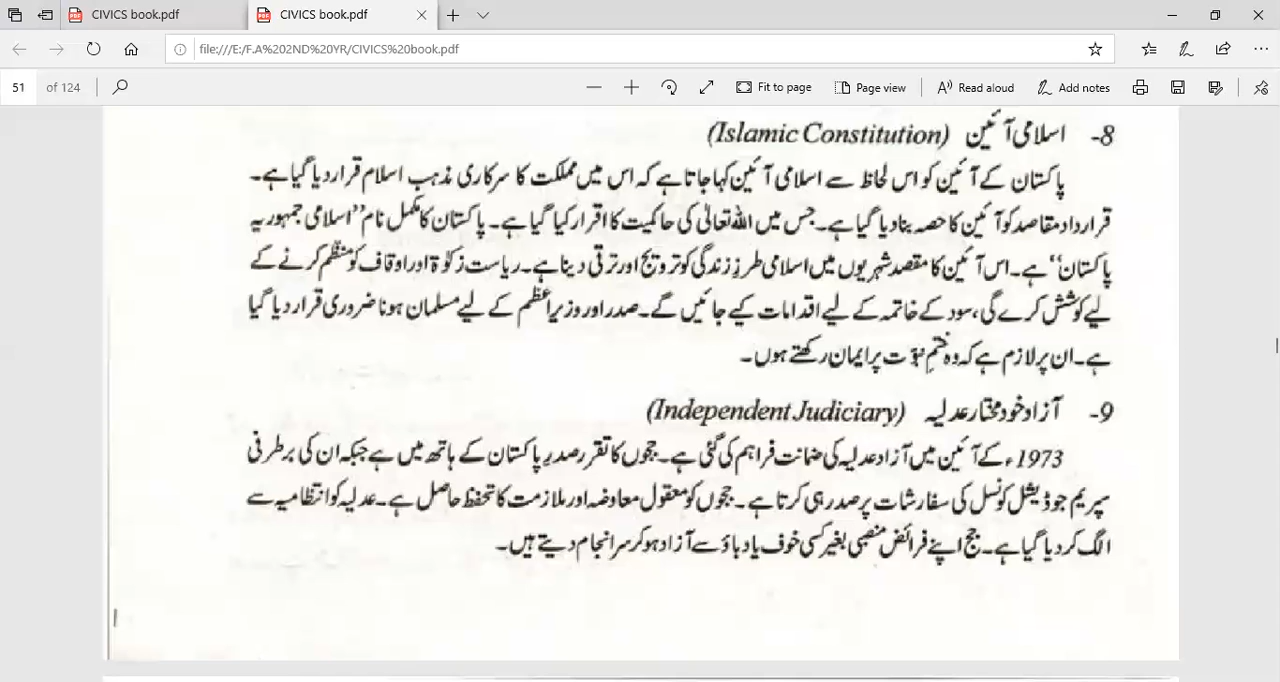 CIVICS book.pdf
CIVICS book.pdf
file:///E:/F.A%202ND%20YR/CIVICS%20book.pdf
51 of 124
Fit to page
Page view
Read aloud
Add notes
8- اسلامی آئین (Islamic Constitution)
پاکستان کے آئین کو اس لحاظ سے اسلامی آئین کہا جاتا ہے کہ اس میں مملکت کا سرکاری مذہب اسلام قرار دیا گیا ہے۔
قرارداد مقاصد کو آئین کا حصہ بنا دیا گیا ہے۔ جس میں اللہ تعالیٰ کی حاکمیت کا اقرار کیا گیا ہے۔ پاکستان کا مکمل نام ”اسلامی جمہوریہ
پاکستان“ ہے۔ اس آئین کا مقصد شہریوں میں اسلامی طرزِ زندگی کو ترویج اور ترقی دینا ہے۔ ریاست زکوٰۃ اور اوقاف کو منظّم کرنے کے
لیے کوشش کرے گی، سود کے خاتمہ کے لیے اقدامات کیے جائیں گے۔ صدر اور وزیرِاعظم کے لیے مسلمان ہونا ضروری قرار دیا گیا
ہے۔ ان پر لازم ہے کہ وہ ختمِ نبوّت پر ایمان رکھتے ہوں۔
9- آزاد خود مختار عدلیہ (Independent Judiciary)
1973ء کے آئین میں آزاد عدلیہ کی ضمانت فراہم کی گئی ہے۔ ججوں کا تقرر صدرِ پاکستان کے ہاتھ میں ہے جبکہ ان کی برطرفی
سپریم جوڈیشل کونسل کی سفارشات پر صدر ہی کرتا ہے۔ ججوں کو معقول معاوضہ اور ملازمت کا تحفظ حاصل ہے۔ عدلیہ کو انتظامیہ سے
الگ کر دیا گیا ہے۔ جج اپنے فرائض منصبی بغیر کسی خوف یا دباؤ سے آزاد ہو کر سرانجام دیتے ہیں۔